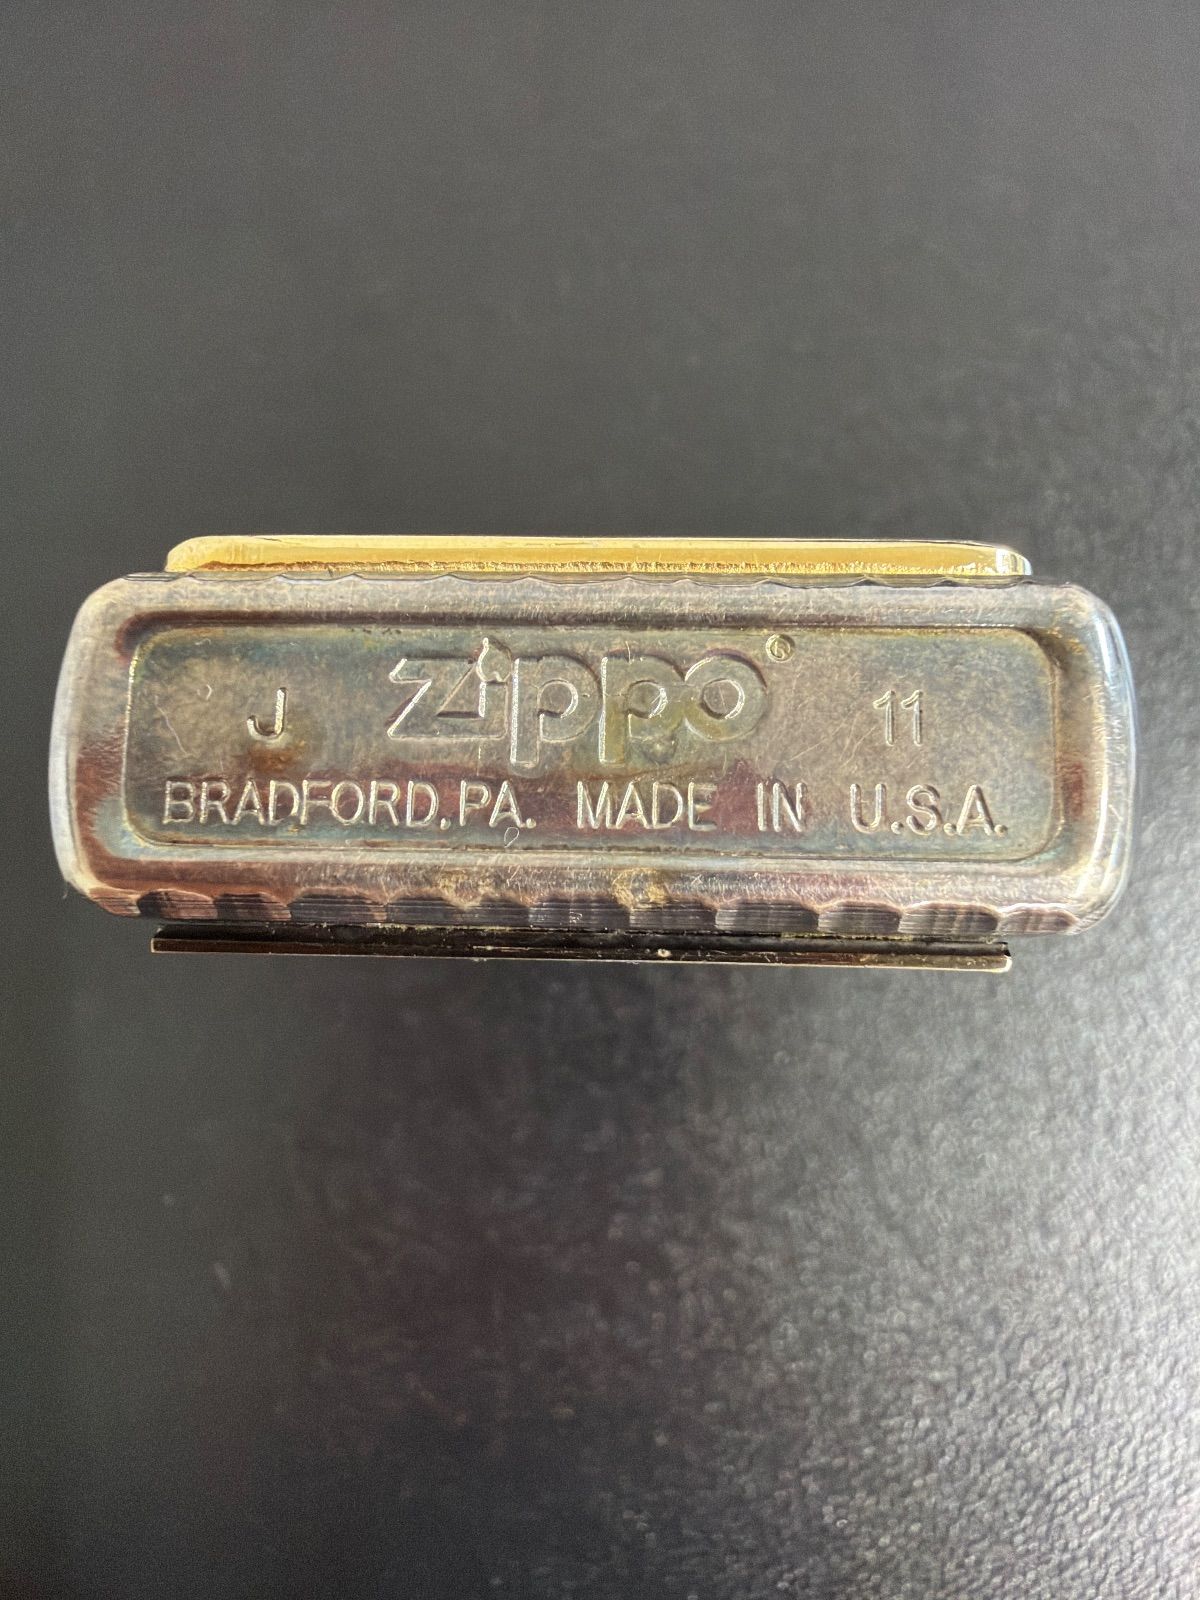 J zippo ® 11
BRADFORD, PA. MADE IN U.S.A.